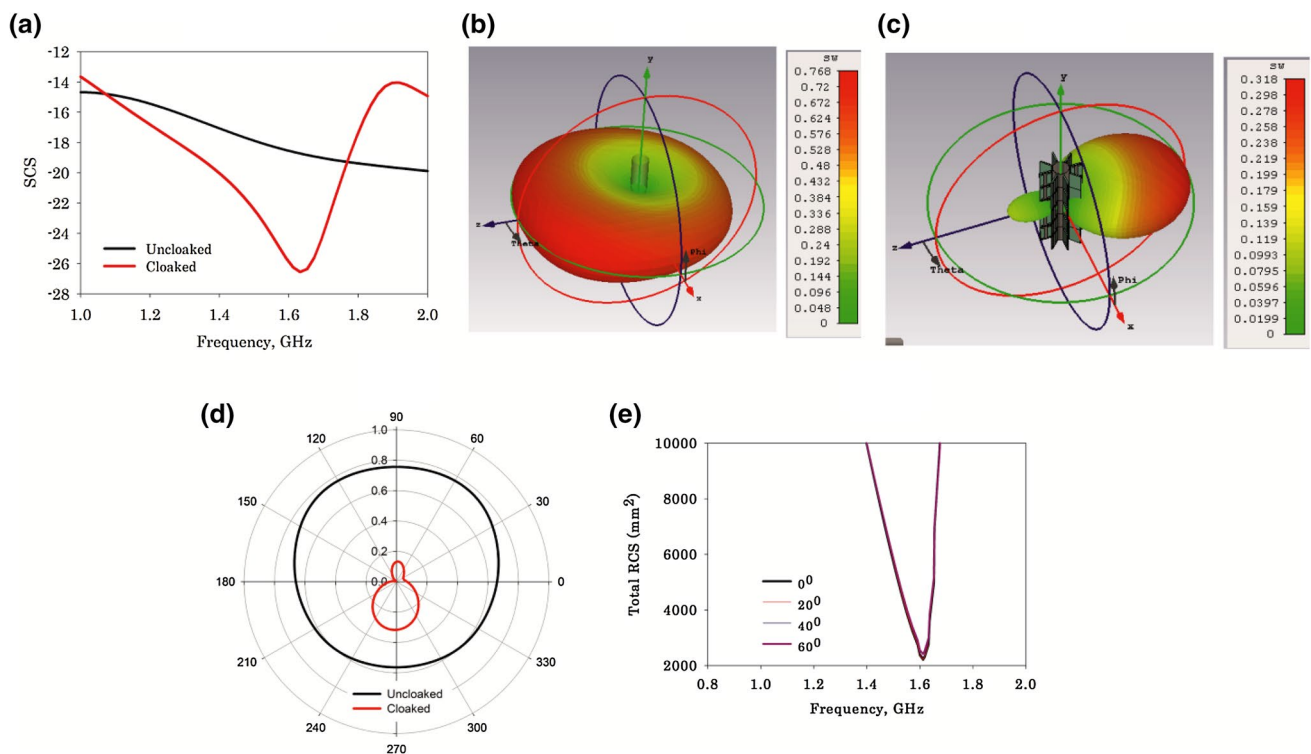 (a)
-12
-14
-16
-18
-20
-22
-24
-26
-28
SCS
Uncloaked
Cloaked
1.0 1.2 1.4 1.6 1.8 2.0
Frequency, GHz
(b)
y
z
Theta
Phi
x
sw
0.768
0.72
0.672
0.624
0.576
0.528
0.48
0.432
0.384
0.336
0.288
0.24
0.192
0.144
0.096
0.048
0
(c)
y
z
Theta
Phi
x
sw
0.318
0.298
0.278
0.258
0.238
0.219
0.199
0.179
0.159
0.139
0.119
0.0993
0.0795
0.0596
0.0397
0.0199
0
(d)
90
120 60
150 30
180 0
210 330
240 300
270
1.0
0.8
0.6
0.4
0.2
0.0
Uncloaked
Cloaked
(e)
10000
8000
6000
4000
2000
Total RCS (mm²)
0⁰
20⁰
40⁰
60⁰
0.8 1.0 1.2 1.4 1.6 1.8 2.0
Frequency, GHz